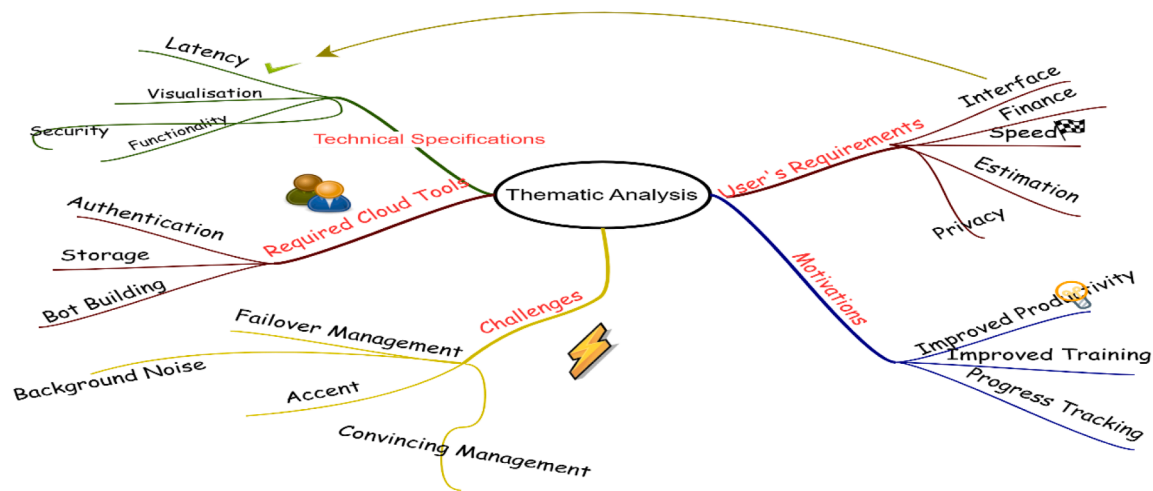 Thematic Analysis
Technical Specifications
Latency
Visualisation
Security
Functionality
Required Cloud Tools
Authentication
Storage
Bot Building
Challenges
Failover Management
Background Noise
Accent
Convincing Management
User's Requirements
Interface
Finance
Speed
Estimation
Privacy
Motivations
Improved Productivity
Improved Training
Progress Tracking